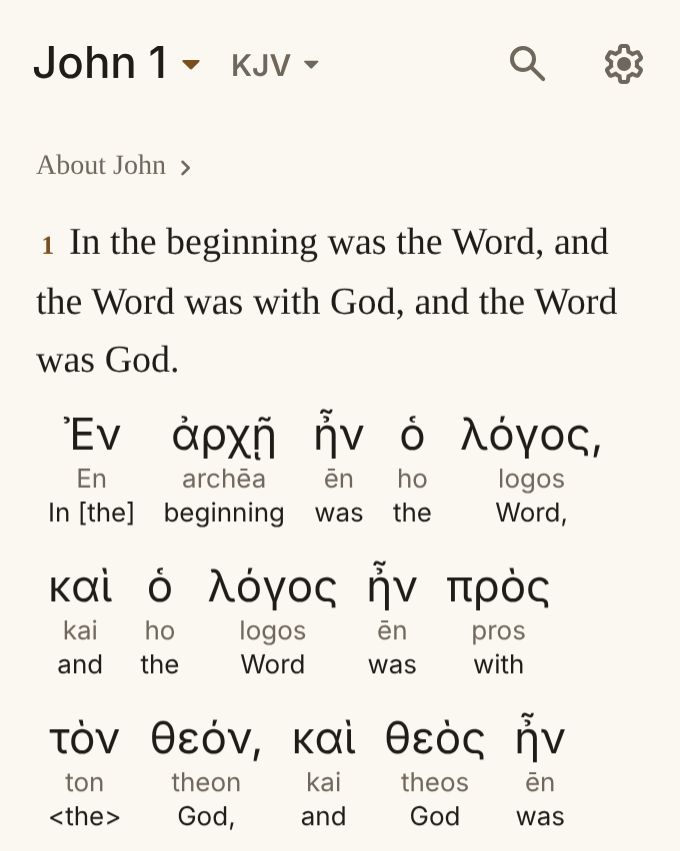 John 1 KJV
About John
1 In the beginning was the Word, and
the Word was with God, and the Word
was God.
Ἐν ἀρχῇ ἦν ὁ λόγος,
En archēa ēn ho logos
In [the] beginning was the Word,
καὶ ὁ λόγος ἦν πρὸς
kai ho logos ēn pros
and the Word was with
τὸν θεόν, καὶ θεὸς ἦν
ton theon kai theos ēn
<the> God, and God was